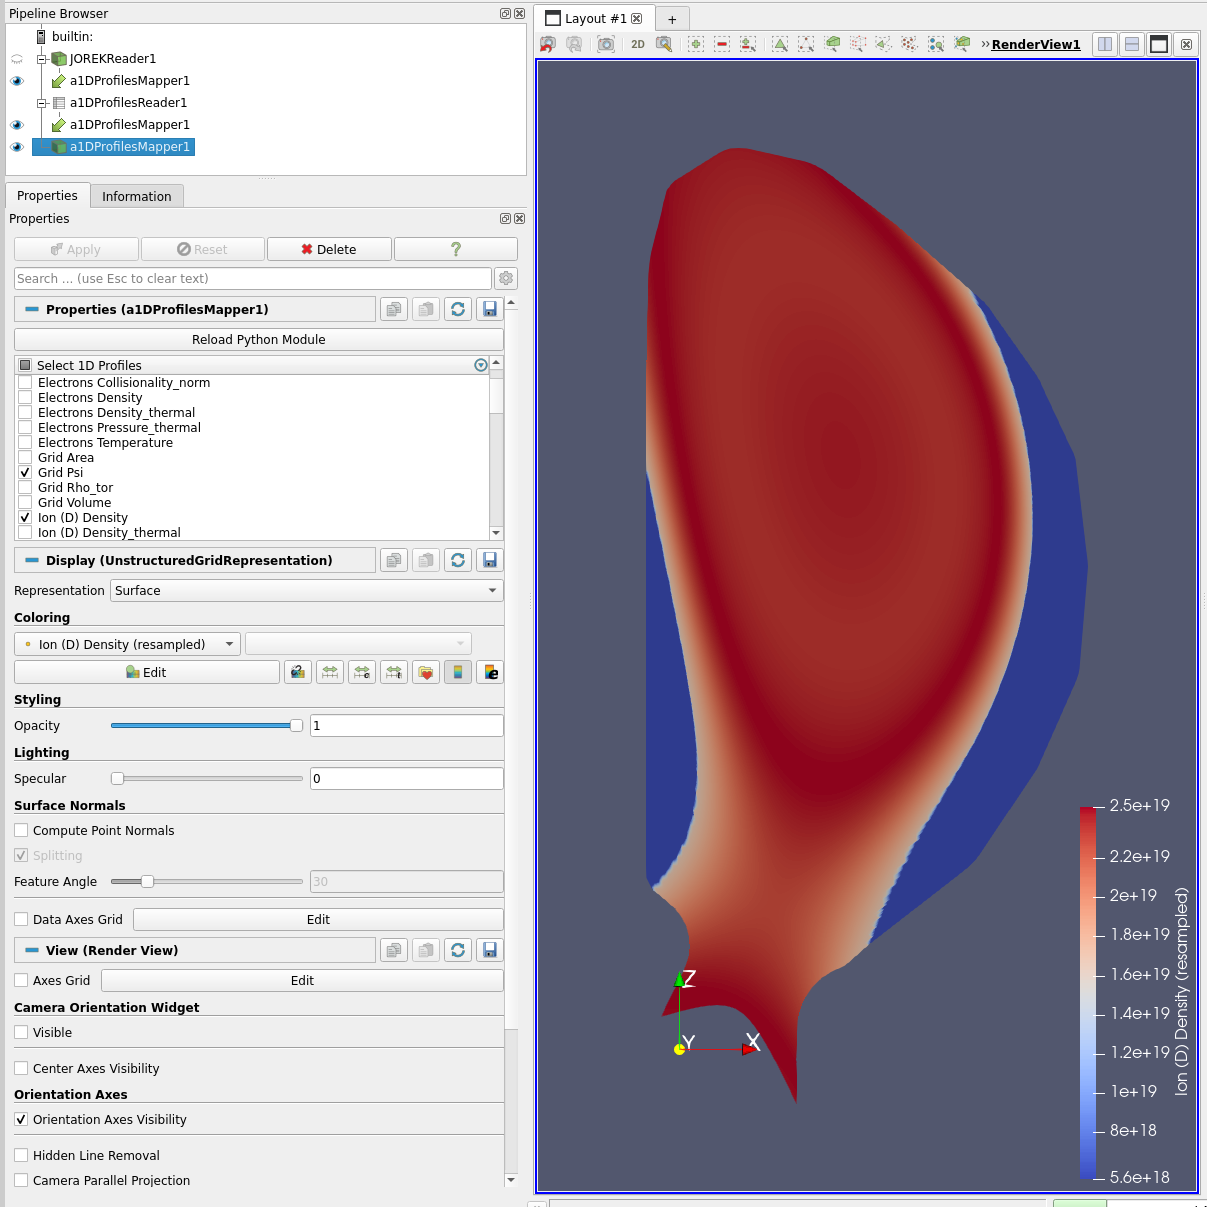 Pipeline Browser
builtin:
JOREKReader1
a1DProfilesMapper1
a1DProfilesReader1
a1DProfilesMapper1
a1DProfilesMapper1
Properties
Information
Properties
Apply
Reset
Delete
?
Search ... (use Esc to clear text)
Properties (a1DProfilesMapper1)
Reload Python Module
Select 1D Profiles
Electrons Collisionality_norm
Electrons Density
Electrons Density_thermal
Electrons Pressure_thermal
Electrons Temperature
Grid Area
Grid Psi
Grid Rho_tor
Grid Volume
Ion (D) Density
Ion (D) Density_thermal
Display (UnstructuredGridRepresentation)
Representation Surface
Coloring
Ion (D) Density (resampled)
Edit
Styling
Opacity 1
Lighting
Specular 0
Surface Normals
Compute Point Normals
Splitting
Feature Angle 30
Data Axes Grid Edit
View (Render View)
Axes Grid Edit
Camera Orientation Widget
Visible
Center Axes Visibility
Orientation Axes
Orientation Axes Visibility
Hidden Line Removal
Camera Parallel Projection
Layout #1
+
2D
RenderView1
Z
Y
X
2.5e+19
2.2e+19
2e+19
1.8e+19
1.6e+19
1.4e+19
1.2e+19
1e+19
8e+18
5.6e+18
Ion (D) Density (resampled)